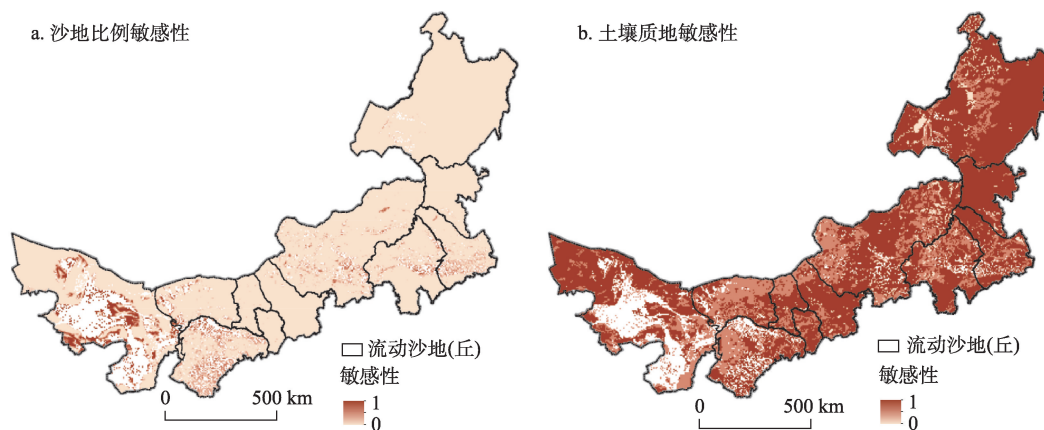 a. 沙地比例敏感性
流动沙地(丘)
敏感性
1
0
0 500 km
b. 土壤质地敏感性
流动沙地(丘)
敏感性
1
0
0 500 km